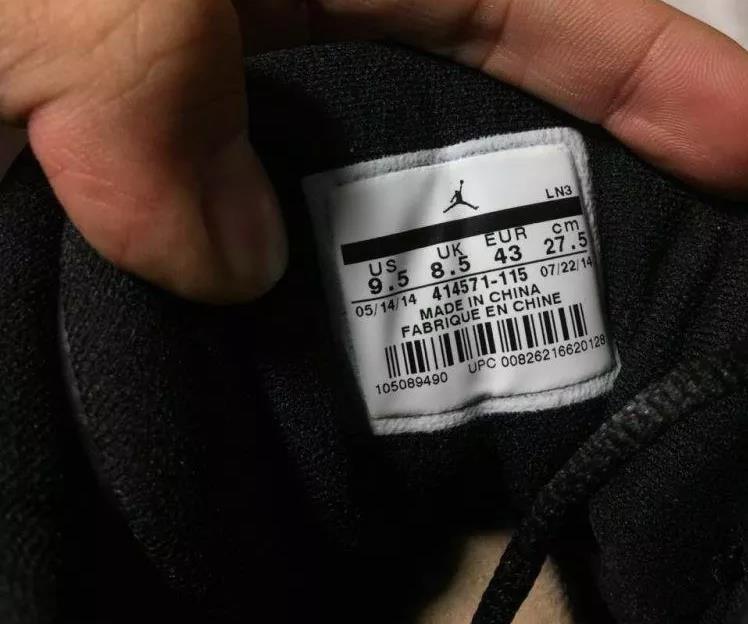 LN3
US UK EUR cm
9.5 8.5 43 27.5
05/14/14 414571-115 07/22/14
MADE IN CHINA
FABRIQUE EN CHINE
105089490 UPC 00826216620128